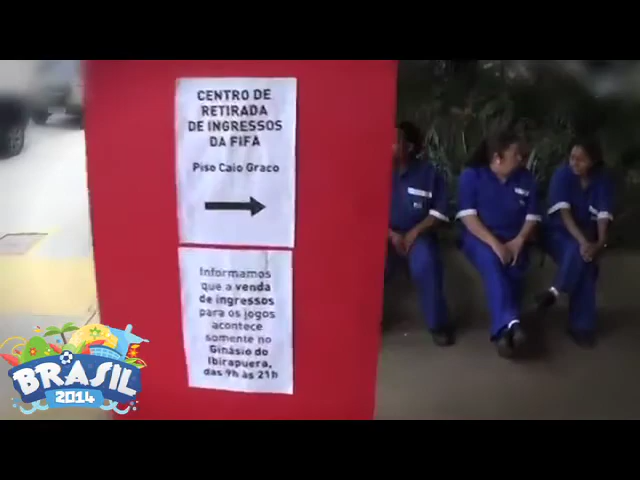 CENTRO DE
RETIRADA
DE INGRESSOS
DA FIFA
Piso Caio Graco
Informamos
que a venda
de ingressos
para os jogos
acontece
somente no
Ginásio do
Ibirapuera,
das 9h às 21h
BRASIL
2014